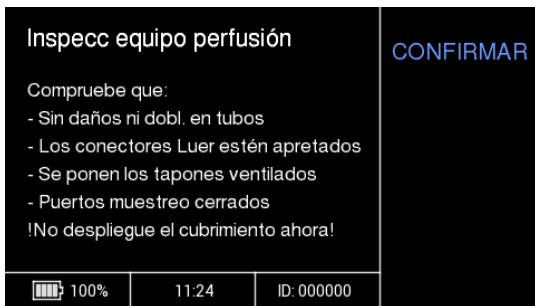 Inspecc equipo perfusión
CONFIRMAR
Compruebe que:
- Sin daños ni dobl. en tubos
- Los conectores Luer estén apretados
- Se ponen los tapones ventilados
- Puertos muestreo cerrados
!No despliegue el cubrimiento ahora!
100%
11:24
ID: 000000